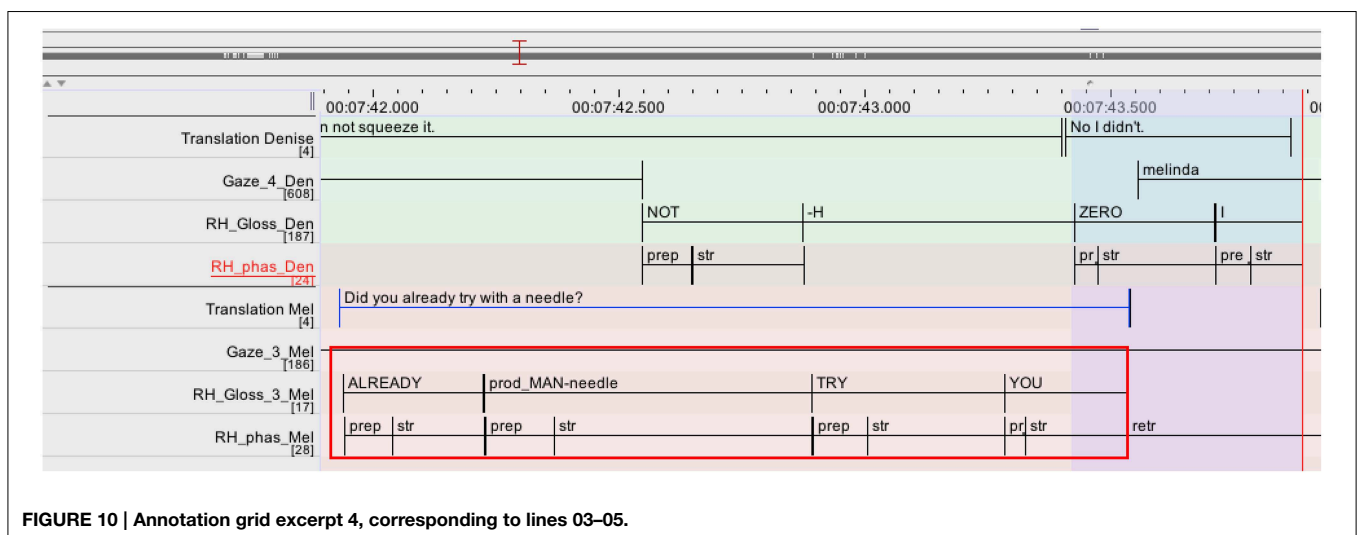 00:07:42.000 00:07:42.500 00:07:43.000 00:07:43.500 00
Translation Denise
[4]
n not squeeze it. No I didn't.
Gaze_4_Den
[608]
melinda
RH_Gloss_Den
[187]
NOT -H ZERO I
RH_phas_Den
[24]
prep str pr. str pre. str
Translation Mel
[4]
Did you already try with a needle?
Gaze_3_Mel
[186]
RH_Gloss_3_Mel
[17]
ALREADY prod_MAN-needle TRY YOU
RH_phas_Mel
[28]
prep str prep str prep str pr. str retr
FIGURE 10 | Annotation grid excerpt 4, corresponding to lines 03–05.